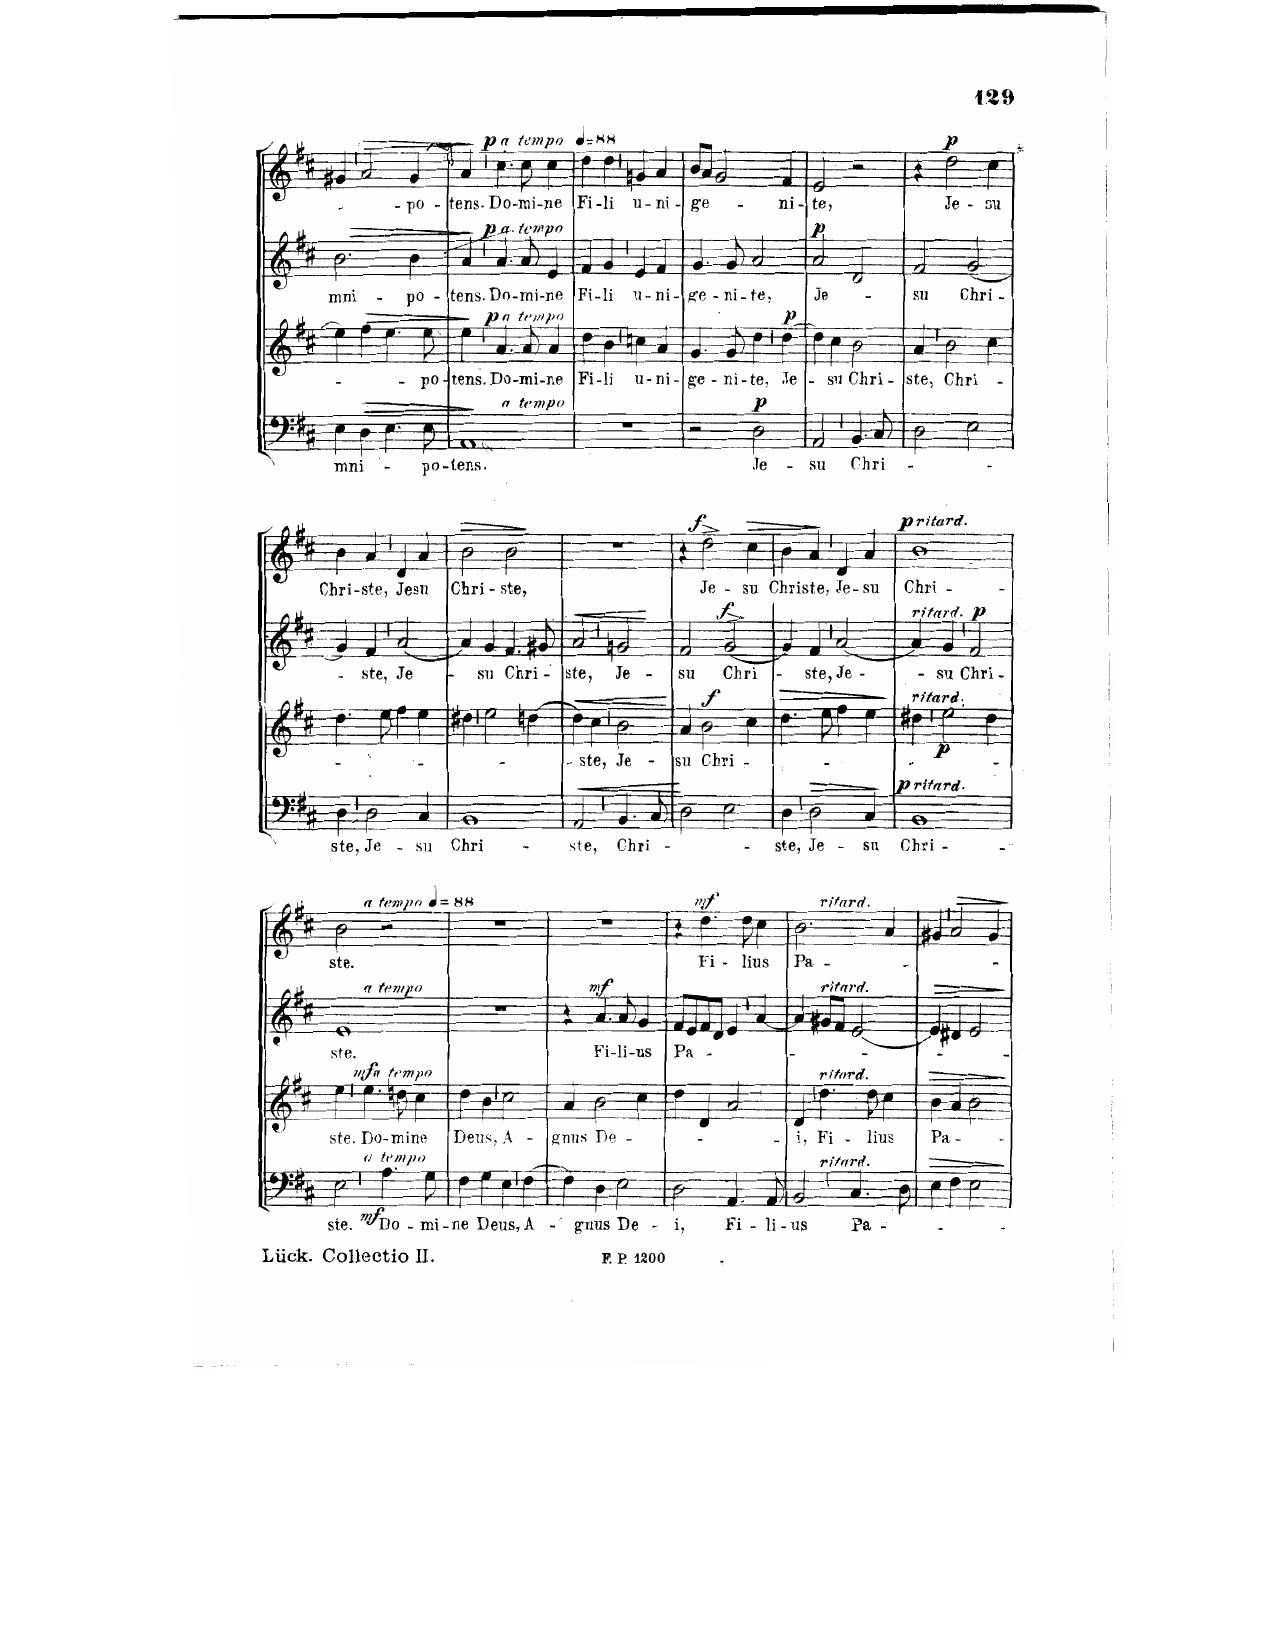 129
p a tempo ♩=88 p
- -po - tens. Do-mi-ne Fi-li u-ni-ge - ni-te, Je - su
p a tempo p
mni - po - tens. Do-mi-ne Fi-li u-ni-ge-ni-te, Je - su Chri -
p a tempo p
- - po-tens. Do-mi-ne Fi-li u-ni-ge-ni-te, Je - su Chri-ste, Chri -
a tempo p
mni - po-tens. Je - su Chri - -
f p ritard.
Chri-ste, Jesu Chri-ste, Je - su Christe, Je-su Chri - -
f ritard. p
- ste, Je - su Chri-ste, Je - su Chri - ste, Je - - su Chri-
f ritard. p
- - - - ste, Je - su Chri - - - - -
p ritard.
ste, Je - su Chri - ste, Chri - - ste, Je - su Chri - -
a tempo ♩=88 mf ritard.
ste. Fi - lius Pa - - -
a tempo mf ritard.
ste. Fi-li-us Pa - - - - -
mf a tempo ritard.
ste. Do-mine Deus, A - gnus De - - - i, Fi - lius Pa - -
a tempo ritard.
ste. mf Do - mi-ne Deus, A - gnus De - i, Fi - li-us Pa - - -
Lück. Collectio II. F. P. 1200